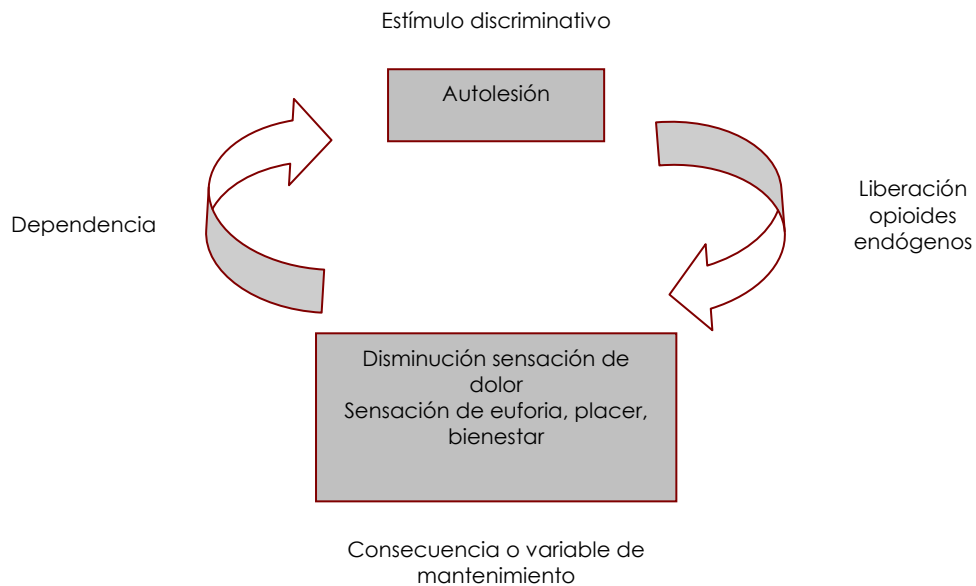 Estímulo discriminativo
Autolesión
Liberación
opioides
endógenos
Dependencia
Disminución sensación de
dolor
Sensación de euforia, placer,
bienestar
Consecuencia o variable de
mantenimiento